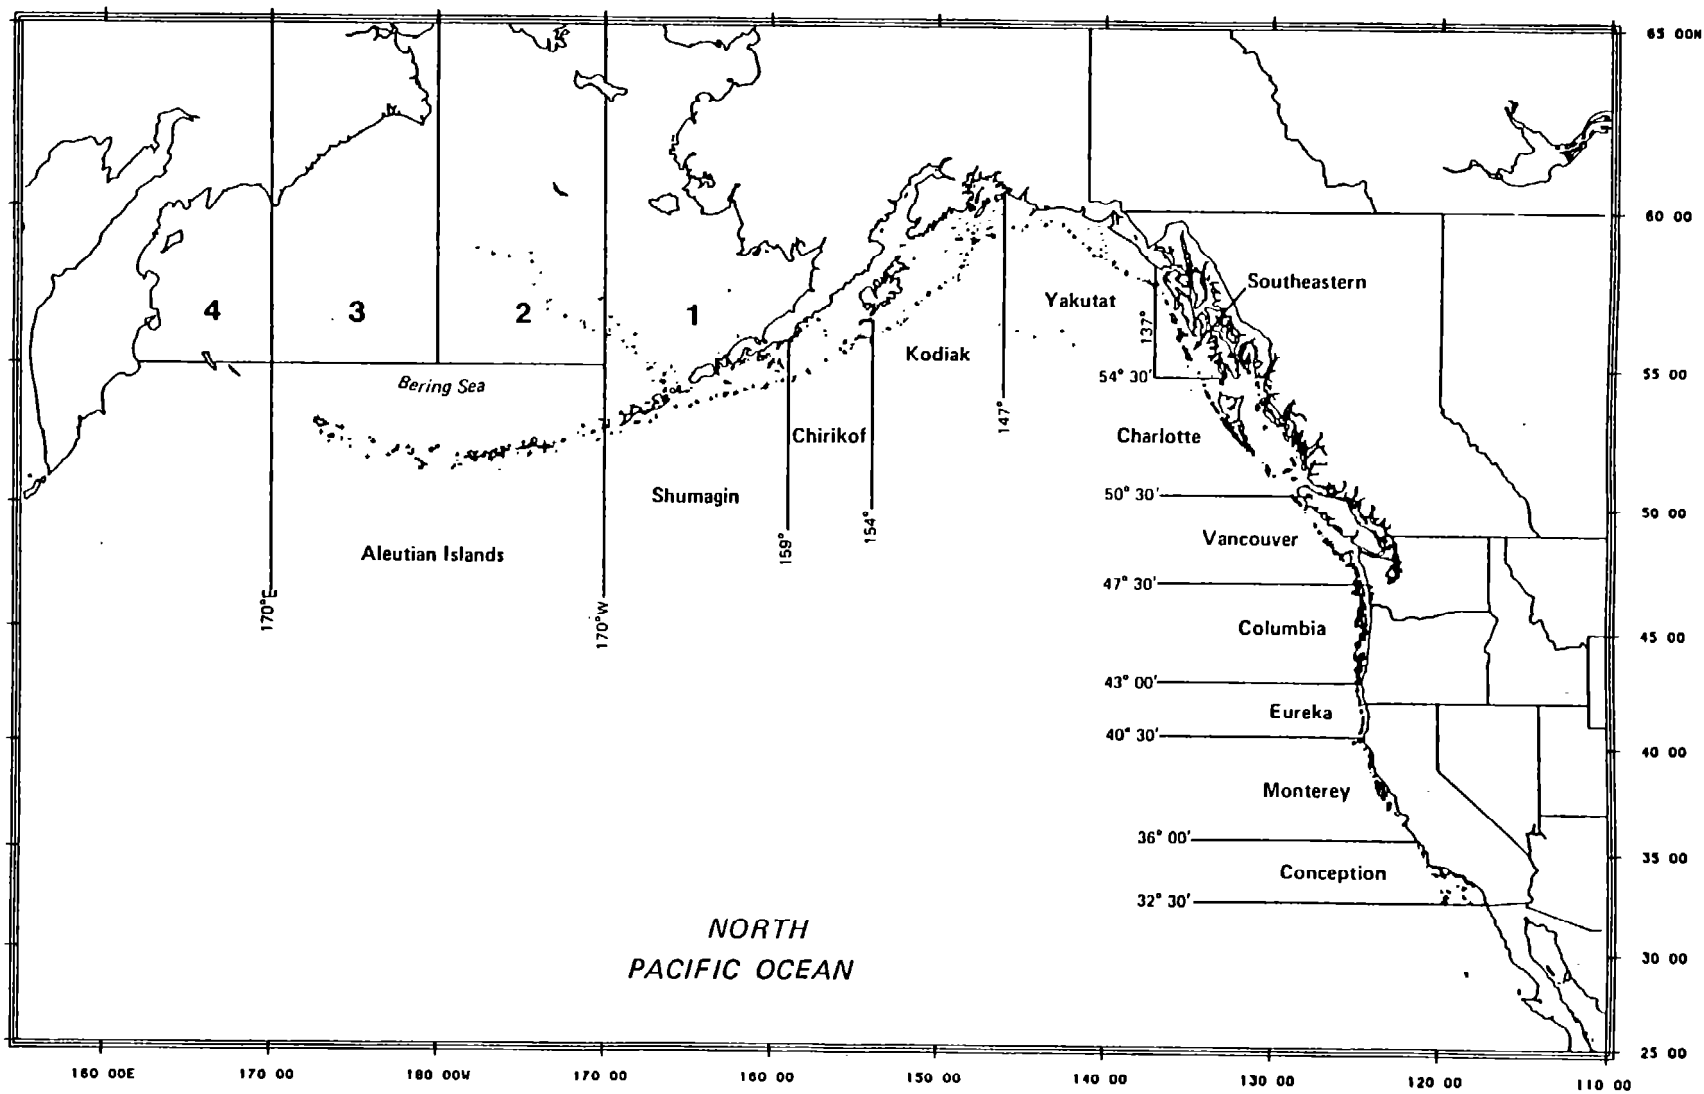 65 00N
60 00
Southeastern
Yakutat
4
3
2
1
137°
Kodiak
55 00
54° 30'
Bering Sea
147°
Chirikof
Charlotte
Shumagin
50° 30'
50 00
154°
159°
Vancouver
Aleutian Islands
47° 30'
170°E
170°W
Columbia
45 00
43° 00'
Eureka
40° 30'
40 00
Monterey
36° 00'
35 00
Conception
32° 30'
NORTH
PACIFIC OCEAN
30 00
25 00
160 00E 170 00 180 00W 170 00 160 00 150 00 140 00 130 00 120 00 110 00